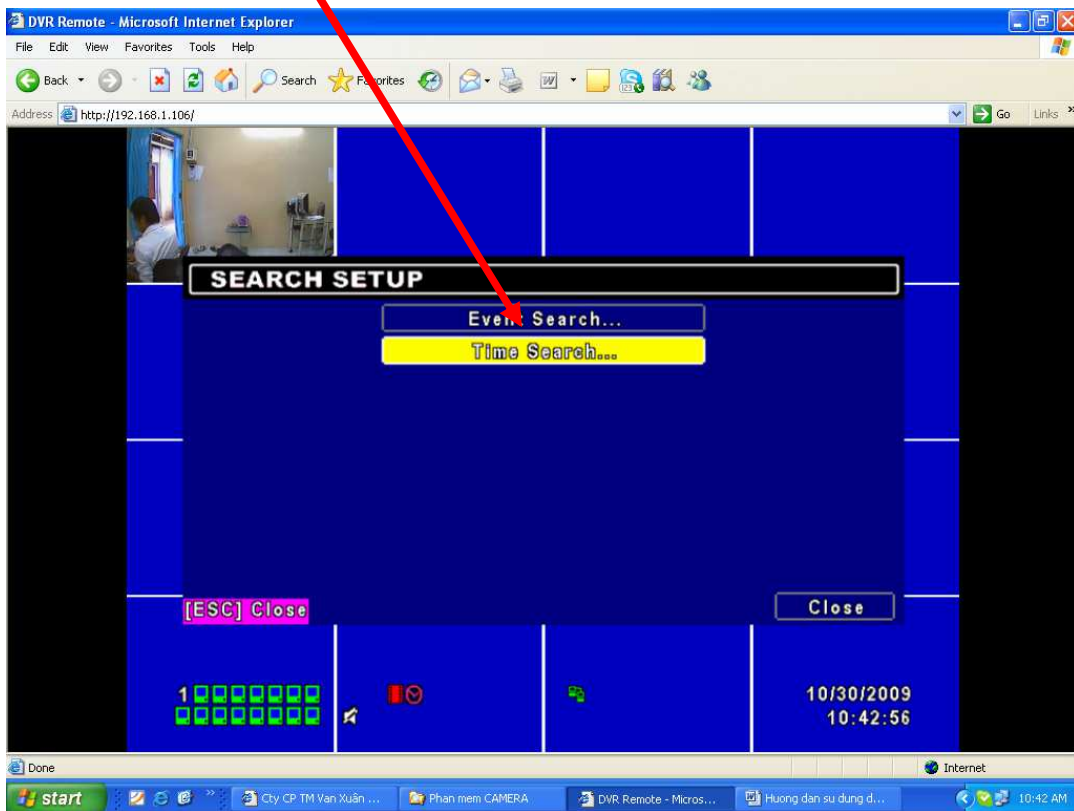 DVR Remote - Microsoft Internet Explorer
File Edit View Favorites Tools Help
Back Search Favorites
Address http://192.168.1.106/ Go Links »
SEARCH SETUP
Event Search...
Time Search...
[ESC] Close Close
1
10/30/2009
10:42:56
Done Internet
start » Cty CP TM Van Xuân ... Phan mem CAMERA DVR Remote - Micros... Huong dan su dung d... 10:42 AM